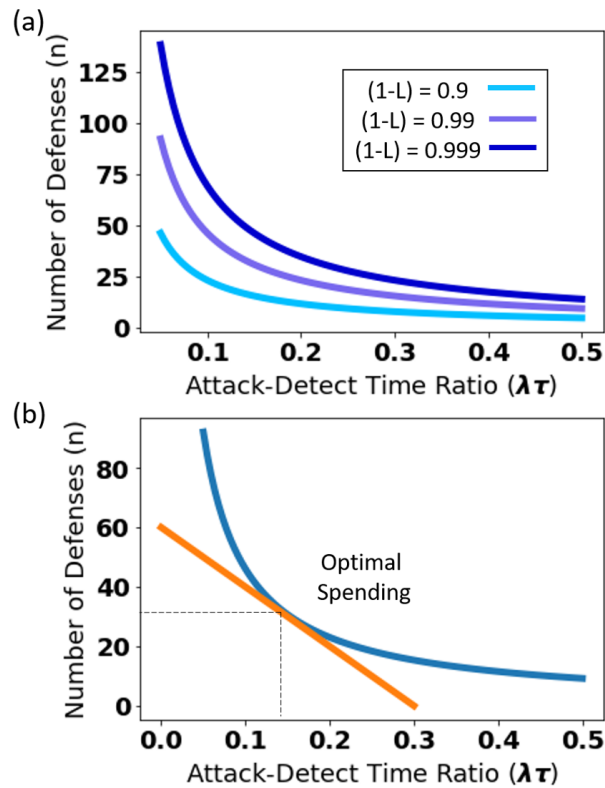 (a)
Number of Defenses (n)
125
100
75
50
25
0
(1-L) = 0.9
(1-L) = 0.99
(1-L) = 0.999
0.1 0.2 0.3 0.4 0.5
Attack-Detect Time Ratio (λτ)
(b)
Number of Defenses (n)
80
60
40
20
0
Optimal
Spending
0.0 0.1 0.2 0.3 0.4 0.5
Attack-Detect Time Ratio (λτ)